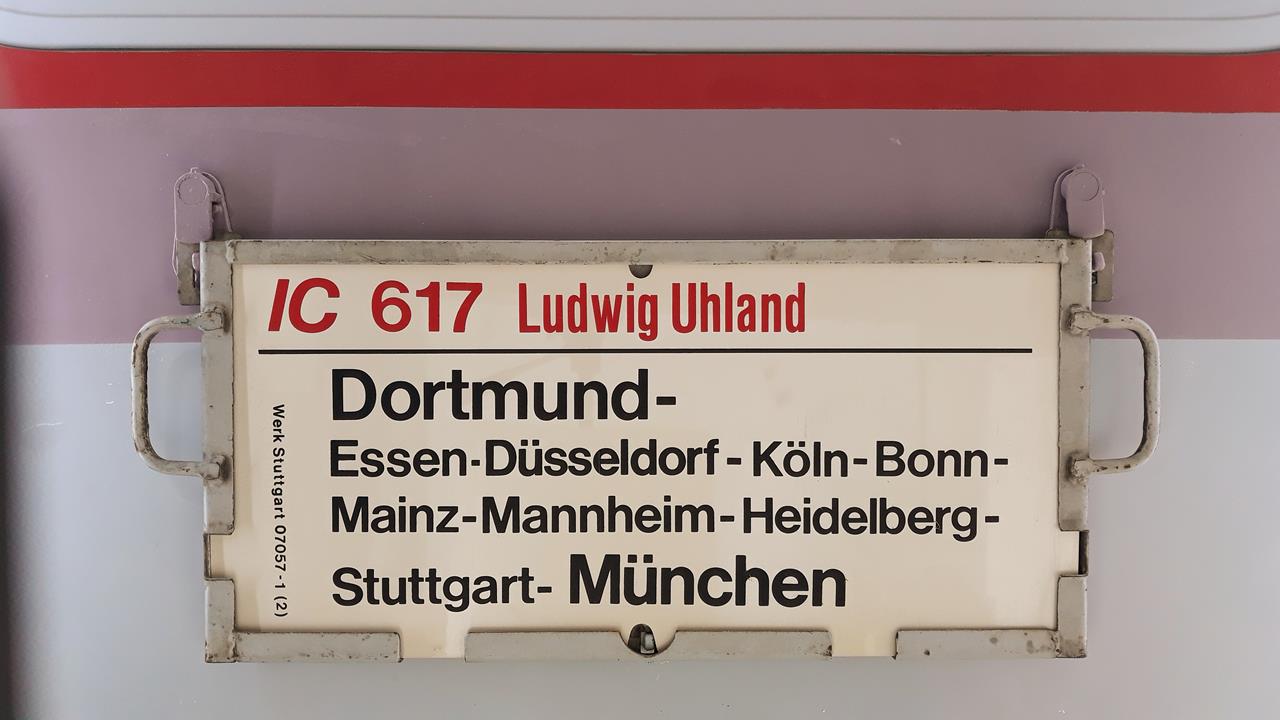 IC 617 Ludwig Uhland
Dortmund-
Essen-Düsseldorf-Köln-Bonn-
Mainz-Mannheim-Heidelberg-
Stuttgart-München
Werk Stuttgart 07057-1 (2)